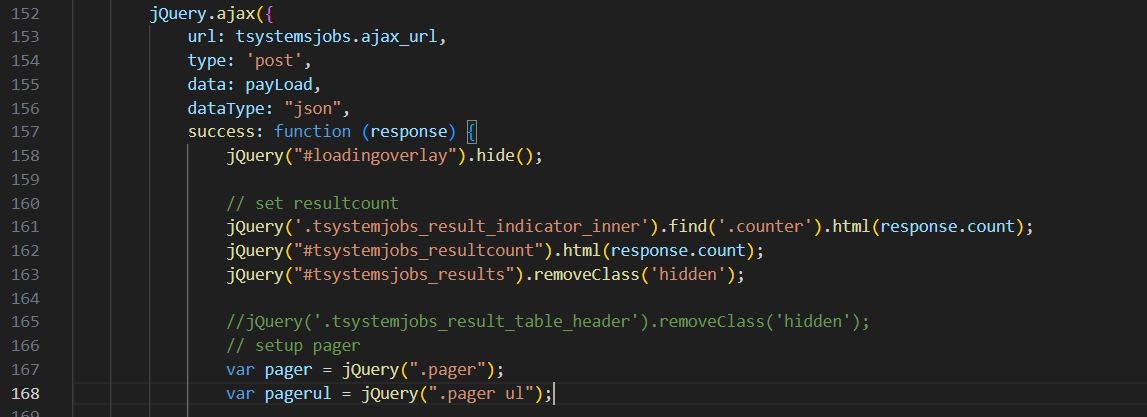 152 jQuery.ajax({
153 url: tsystemsjobs.ajax_url,
154 type: 'post',
155 data: payLoad,
156 dataType: "json",
157 success: function (response) {
158 jQuery("#loadingoverlay").hide();
159
160 // set resultcount
161 jQuery('.tsystemjobs_result_indicator_inner').find('.counter').html(response.count);
162 jQuery("#tsystemjobs_resultcount").html(response.count);
163 jQuery("#tsystemsjobs_results").removeClass('hidden');
164
165 //jQuery('.tsystemjobs_result_table_header').removeClass('hidden');
166 // setup pager
167 var pager = jQuery(".pager");
168 var pagerul = jQuery(".pager ul");
169